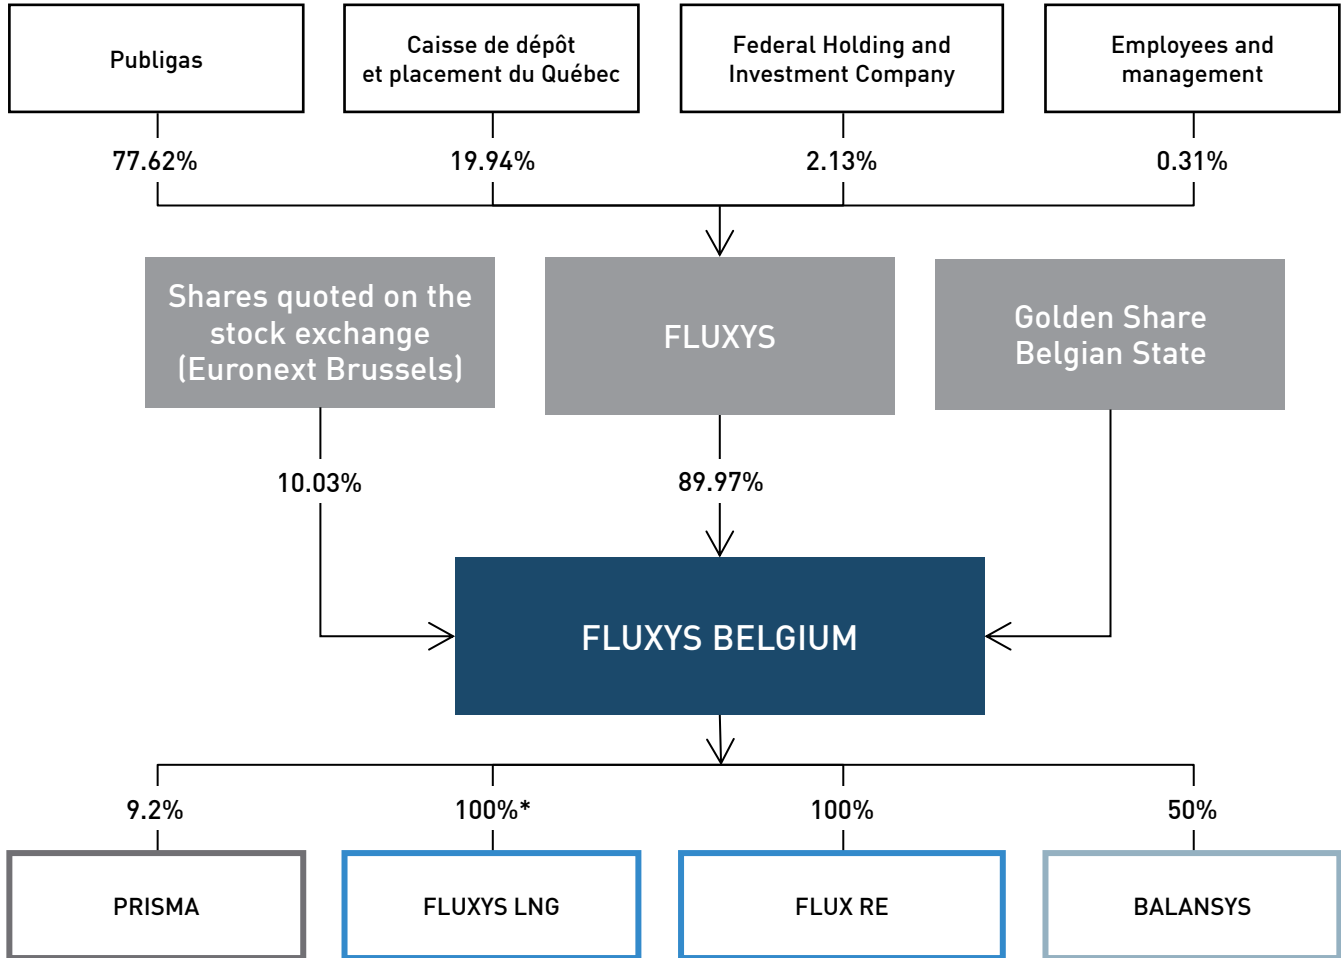 Publigas
Caisse de dépôt
et placement du Québec
Federal Holding and
Investment Company
Employees and
management
77.62%
19.94%
2.13%
0.31%
Shares quoted on the
stock exchange
(Euronext Brussels)
FLUXYS
Golden Share
Belgian State
10.03%
89.97%
FLUXYS BELGIUM
9.2%
100%*
100%
50%
PRISMA
FLUXYS LNG
FLUX RE
BALANSYS